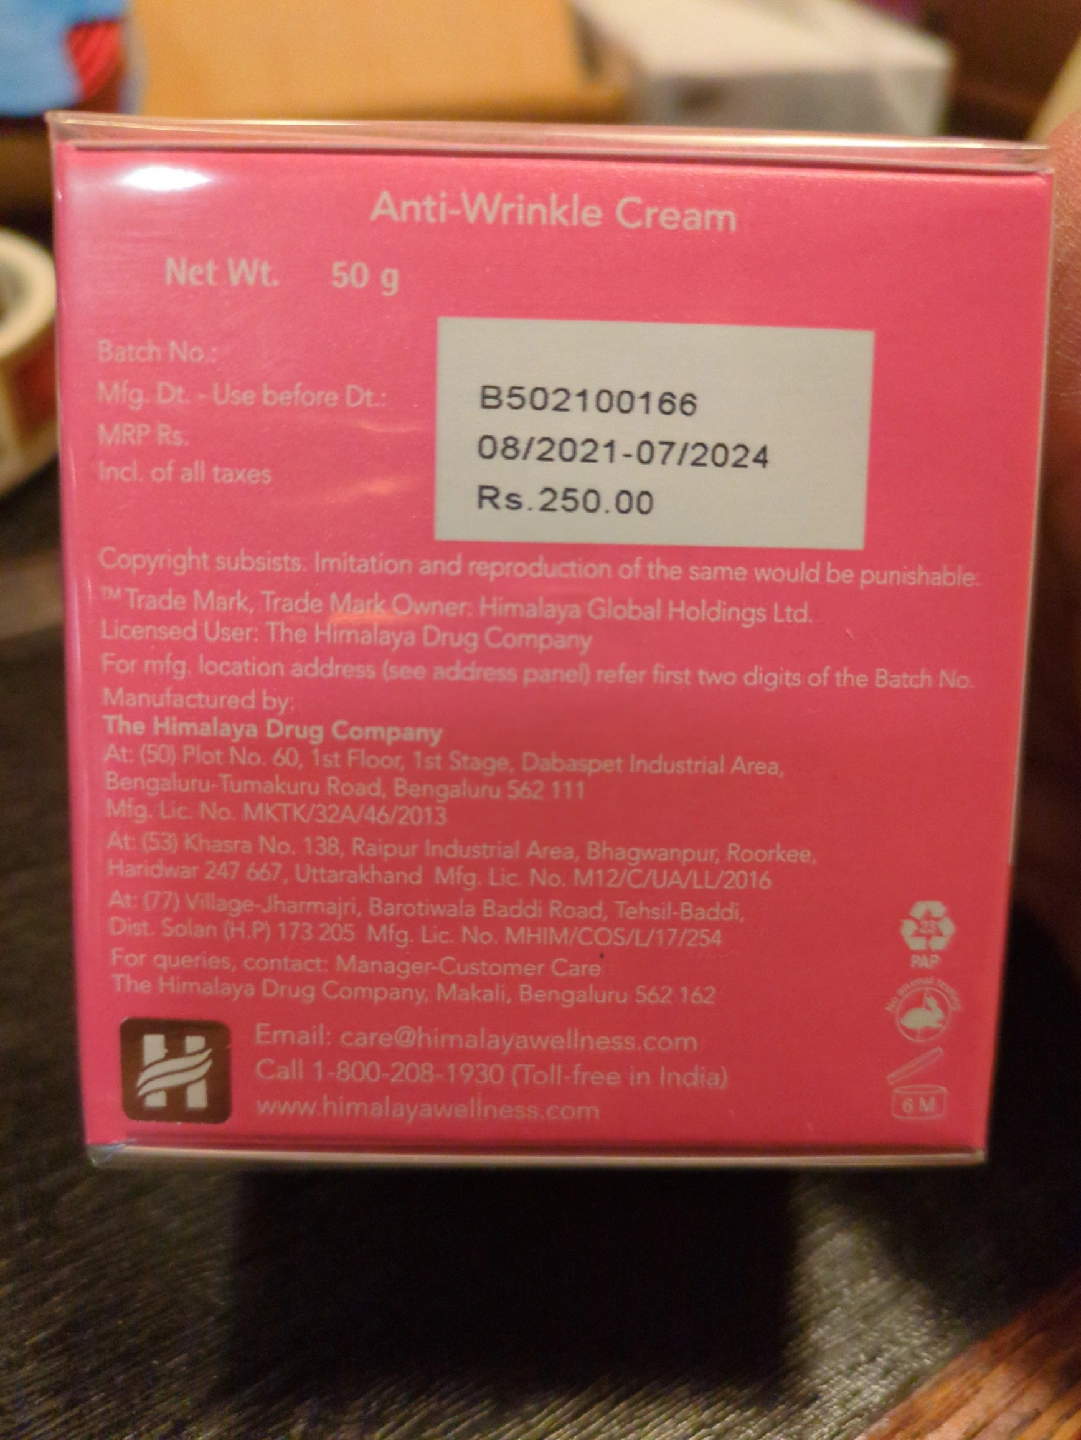 Anti-Wrinkle Cream
Net Wt. 50 g
Batch No.:
Mfg. Dt. - Use before Dt.:
MRP Rs.
Incl. of all taxes
B502100166
08/2021-07/2024
Rs.250.00
Copyright subsists. Imitation and reproduction of the same would be punishable.
™Trade Mark, Trade Mark Owner: Himalaya Global Holdings Ltd.
Licensed User: The Himalaya Drug Company
For mfg. location address (see address panel) refer first two digits of the Batch No.
Manufactured by:
The Himalaya Drug Company
At: (50) Plot No. 60, 1st Floor, 1st Stage, Dabaspet Industrial Area,
Bengaluru-Tumakuru Road, Bengaluru 562 111
Mfg. Lic. No. MKTK/32A/46/2013
At: (53) Khasra No. 138, Raipur Industrial Area, Bhagwanpur, Roorkee,
Haridwar 247 667, Uttarakhand Mfg. Lic. No. M12/C/UA/LL/2016
At: (77) Village-Jharmajri, Barotiwala Baddi Road, Tehsil-Baddi,
Dist. Solan (H.P) 173 205 Mfg. Lic. No. MHIM/COS/L/17/254
For queries, contact: Manager-Customer Care
The Himalaya Drug Company, Makali, Bengaluru 562 162
Email: care@himalayawellness.com
Call 1-800-208-1930 (Toll-free in India)
www.himalayawellness.com
23
PAP
No animal testing
6 M